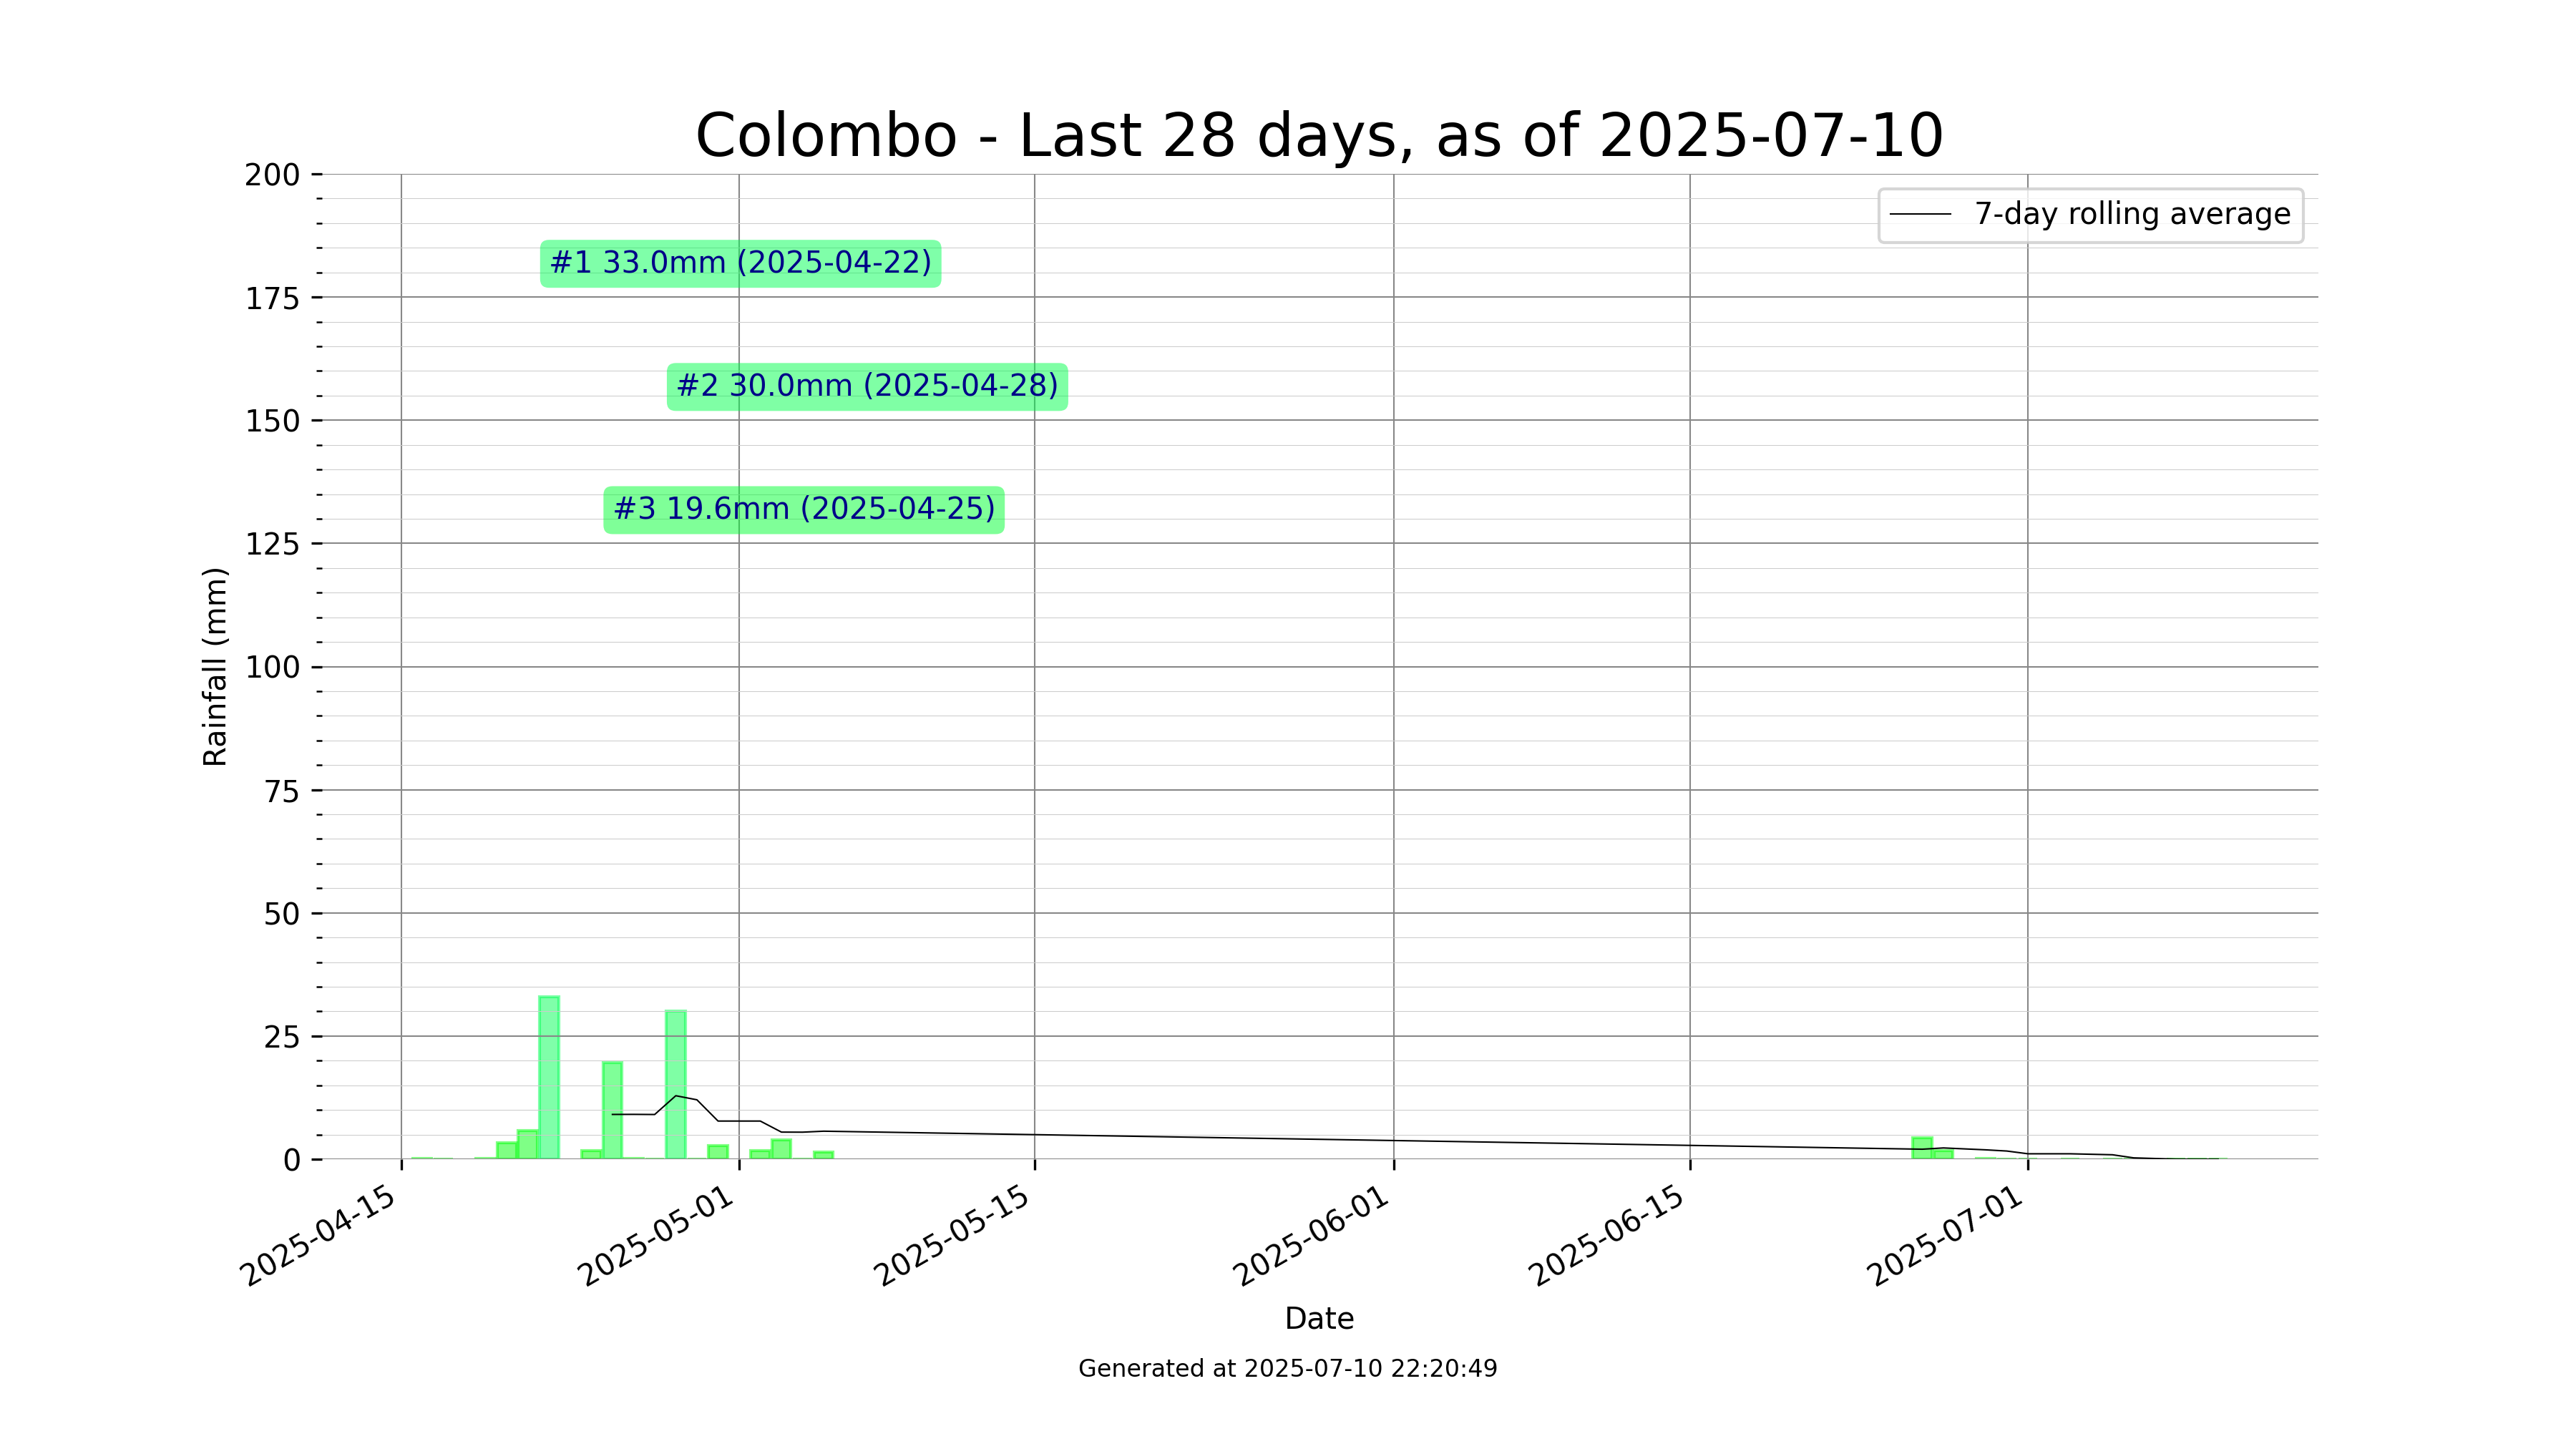 Colombo - Last 28 days, as of 2025-07-10
7-day rolling average
#1 33.0mm (2025-04-22)
#2 30.0mm (2025-04-28)
#3 19.6mm (2025-04-25)
Rainfall (mm)
200
175
150
125
100
75
50
25
0
2025-04-15
2025-05-01
2025-05-15
2025-06-01
2025-06-15
2025-07-01
Date
Generated at 2025-07-10 22:20:49